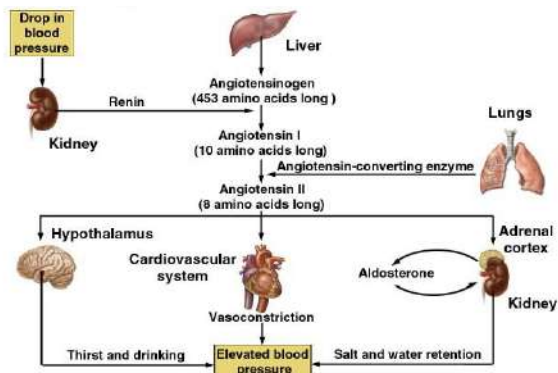 Drop in
blood
pressure
Liver
Angiotensinogen
(453 amino acids long )
Renin
Kidney
Lungs
Angiotensin I
(10 amino acids long)
Angiotensin-converting enzyme
Angiotensin II
(8 amino acids long)
Hypothalamus
Cardiovascular
system
Adrenal
cortex
Aldosterone
Kidney
Vasoconstriction
Thirst and drinking
Elevated blood
pressure
Salt and water retention